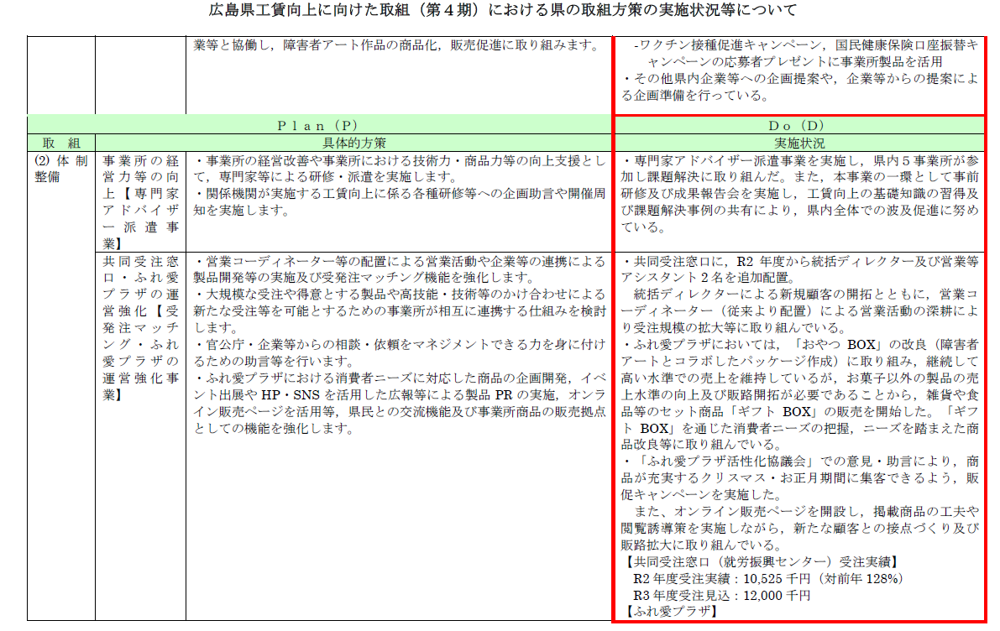 広島県工賃向上に向けた取組（第４期）における県の取組方策の実施状況等について
業等と協働し，障害者アート作品の商品化，販売促進に取り組みます。
-ワクチン接種促進キャンペーン，国民健康保険口座振替キ
ャンペーンの応募者プレゼントに事業所製品を活用
・その他県内企業等への企画提案や，企業等からの提案によ
る企画準備を行っている。
Ｐｌａｎ（Ｐ）
Ｄｏ（Ｄ）
取　組
具体的方策
実施状況
(2) 体制
整備
事業所の経
営力等の向
上【専門家
アドバイザ
ー派遣事
業】
・事業所の経営改善や事業所における技術力・商品力等の向上支援とし
て，専門家等による研修・派遣を実施します。
・関係機関が実施する工賃向上に係る各種研修等への企画助言や開催周
知を実施します。
・専門家アドバイザー派遣事業を実施し，県内５事業所が参
加し課題解決に取り組んだ。また，本事業の一環として事前
研修及び成果報告会を実施し，工賃向上の基礎知識の習得及
び課題解決事例の共有により，県内全体での波及促進に努め
ている。
共同受注窓
口・ふれ愛
プラザの運
営強化【受
発注マッチ
ング・ふれ
愛プラザの
運営強化事
業】
・営業コーディネーター等の配置による営業活動や企業等の連携による
製品開発等の実施及び受発注マッチング機能を強化します。
・大規模な受注や得意とする製品や高技能・技術等のかけ合わせによる
新たな受注等を可能とするための事業所が相互に連携する仕組みを検討
します。
・官公庁・企業等からの相談・依頼をマネジメントできる力を身に付け
るための助言等を行います。
・ふれ愛プラザにおける消費者ニーズに対応した商品の企画開発，イベ
ント出展や HP・SNS を活用した広報等による製品 PR の実施，オンラ
イン販売ページを活用等，県民との交流機能及び事業所商品の販売拠点
としての機能を強化します。
・共同受注窓口に，R2 年度から統括ディレクター及び営業等
アシスタント２名を追加配置。
統括ディレクターによる新規顧客の開拓とともに，営業コ
ーディネーター（従来より配置）による営業活動の深耕によ
り受注規模の拡大等に取り組んでいる。
・ふれ愛プラザにおいては，「おやつ BOX」の改良（障害者
アートとコラボしたパッケージ作成）に取り組み，継続して
高い水準での売上を維持しているが，お菓子以外の製品の売
上水準の向上及び販路開拓が必要であることから，雑貨や食
品等のセット商品「ギフト BOX」の販売を開始した。「ギフ
ト BOX」を通じた消費者ニーズの把握，ニーズを踏まえた商
品改良等に取り組んでいる。
・「ふれ愛プラザ活性化協議会」での意見・助言により，商
品が充実するクリスマス・お正月期間に集客できるよう，販
促キャンペーンを実施した。
また、オンライン販売ページを開設し，掲載商品の工夫や
閲覧誘導策を実施しながら，新たな顧客との接点づくり及び
販路拡大に取り組んでいる。
【共同受注窓口（就労振興センター）受注実績】
R2 年度受注実績：10,525 千円（対前年 128%）
R3 年度受注見込：12,000 千円
【ふれ愛プラザ】